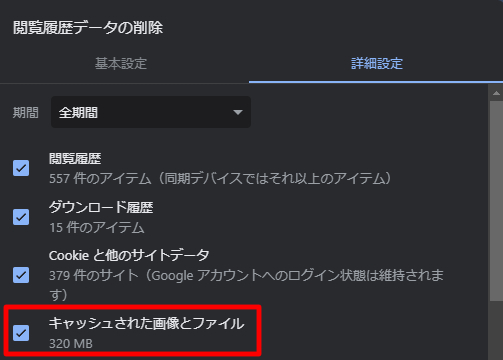 閲覧履歴データの削除
基本設定
詳細設定
期間
全期間
閲覧履歴
557 件のアイテム（同期デバイスではそれ以上のアイテム）
ダウンロード履歴
15 件のアイテム
Cookie と他のサイトデータ
379 件のサイト（Google アカウントへのログイン状態は維持されま
す）
キャッシュされた画像とファイル
320 MB